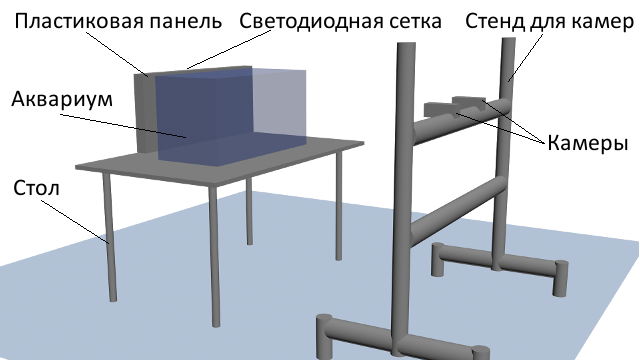 Пластиковая панель
Светодиодная сетка
Стенд для камер
Аквариум
Камеры
Стол